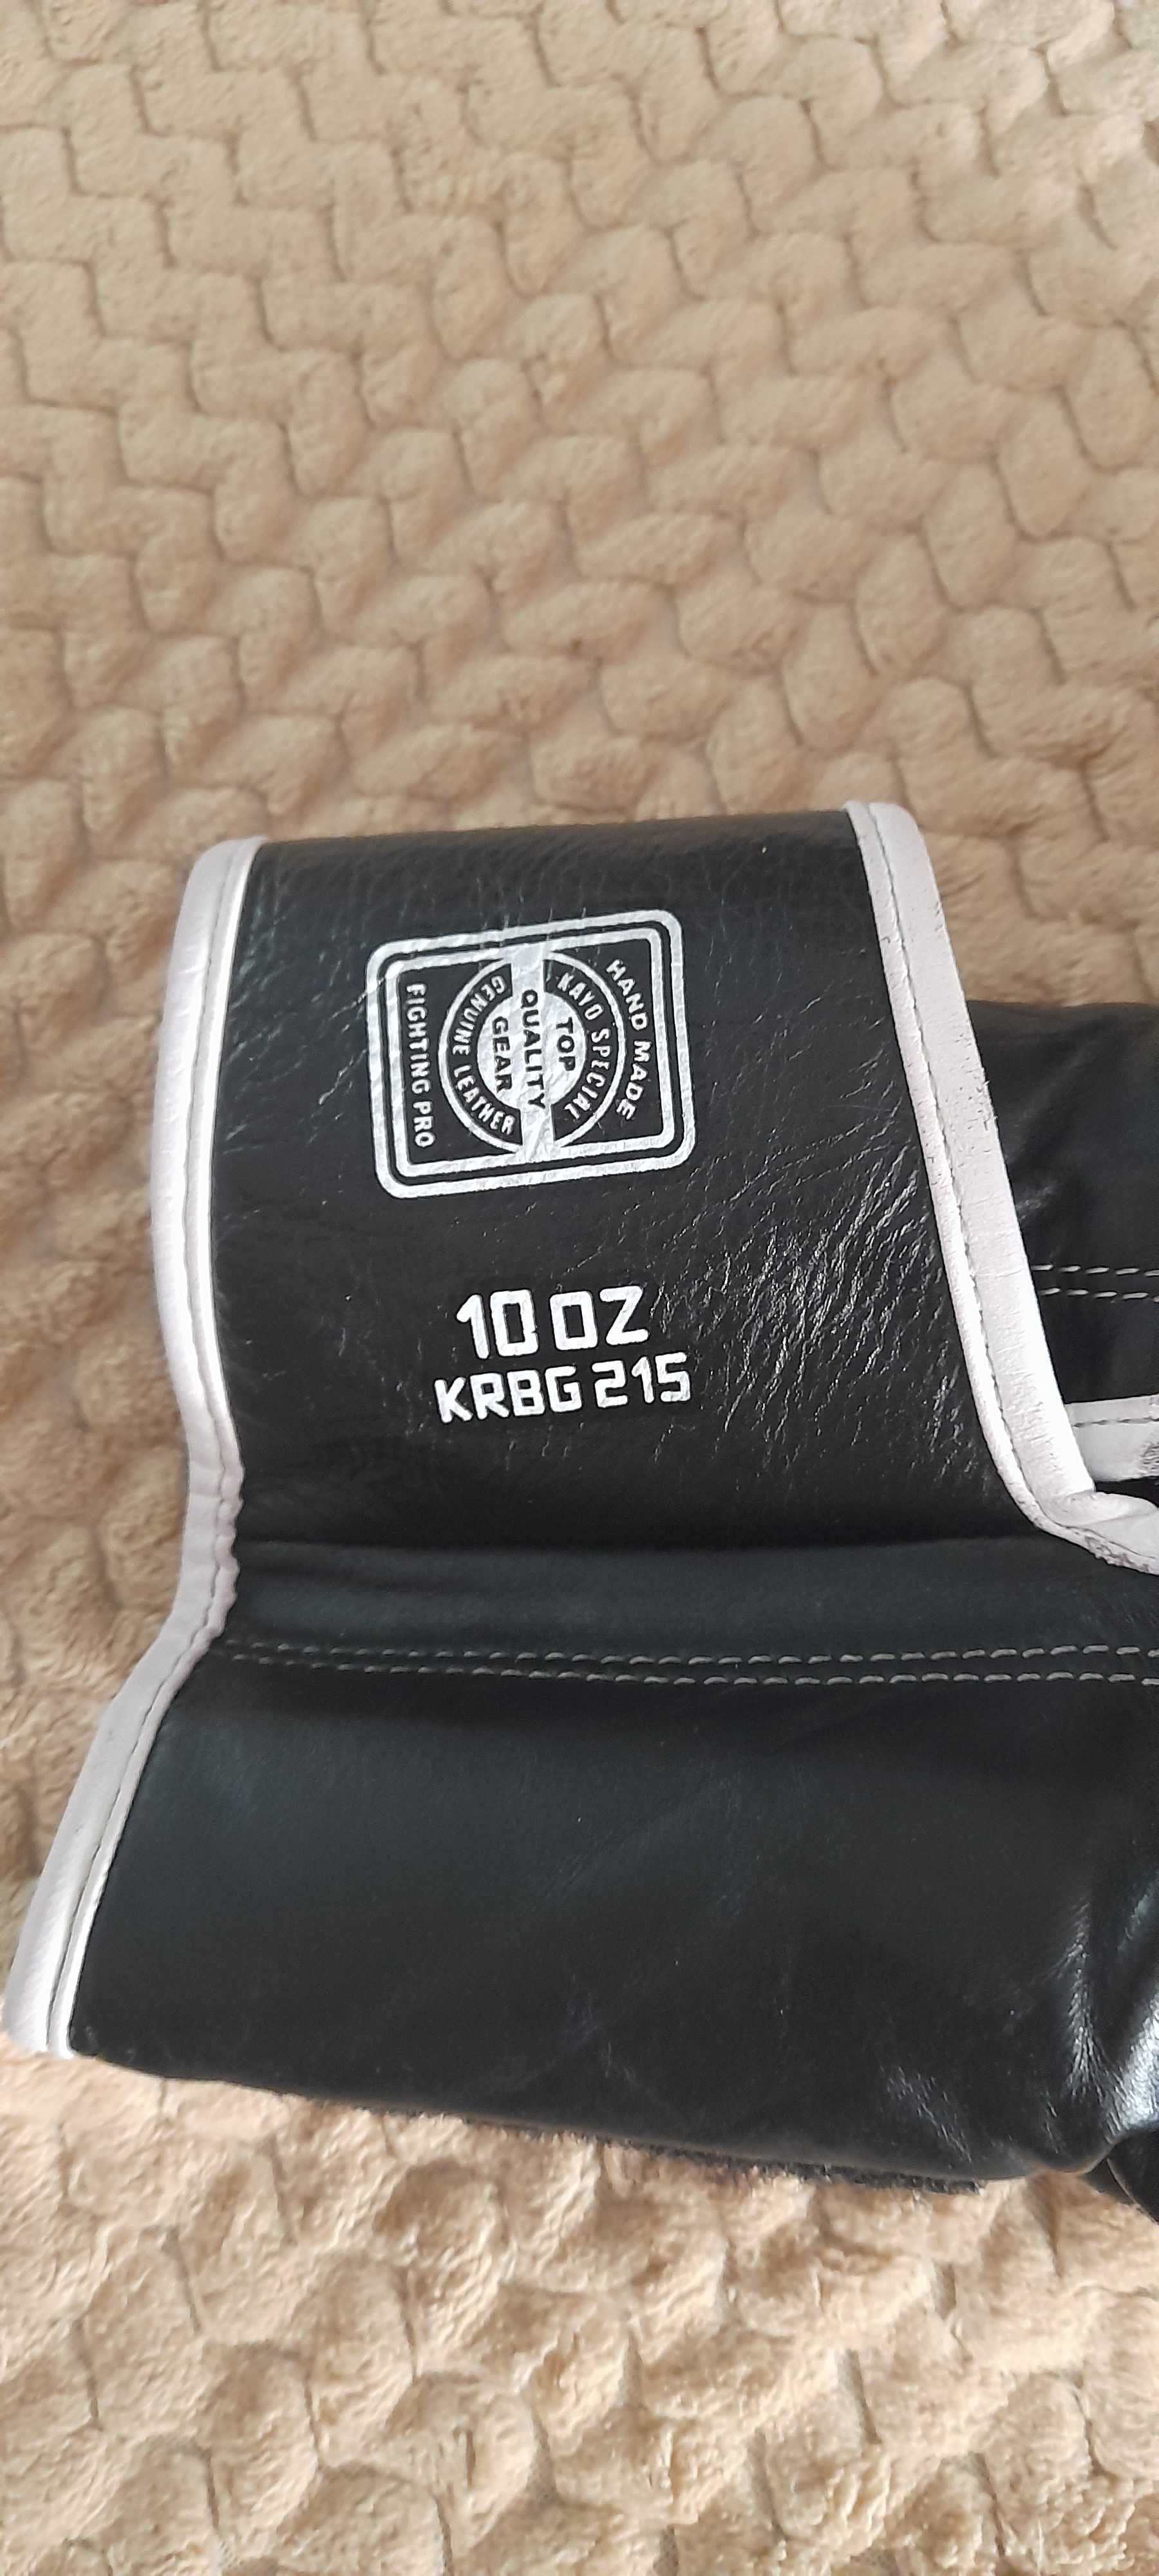 HAND MADE
KAYO SPECIAL
TOP
QUALITY
GEAR
GENUINE LEATHER
FIGHTING PRO
10 OZ
KRBG 215